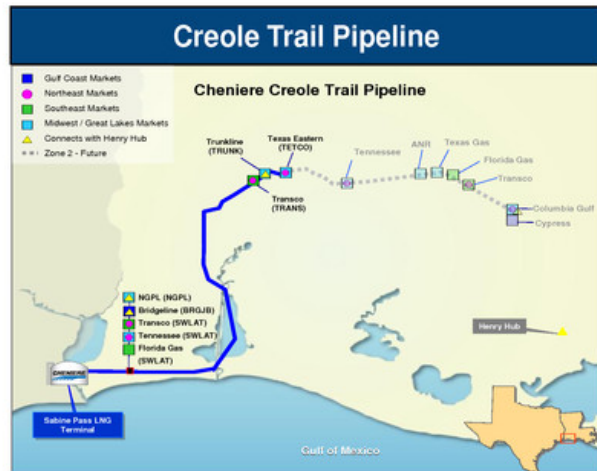 Creole Trail Pipeline
Gulf Coast Markets
Northeast Markets
Southeast Markets
Midwest / Great Lakes Markets
Connects with Henry Hub
Zone 2 - Future
Cheniere Creole Trail Pipeline
Trunkline
(TRUNK)
Texas Eastern
(TETCO)
Transco
(TRANS)
Tennessee
ANR
Texas Gas
Florida Gas
Transco
Columbia Gulf
Cypress
NGPL (NGPL)
Bridgeline (BRGJB)
Transco (SWLAT)
Tennessee (SWLAT)
Florida Gas
(SWLAT)
Henry Hub
CHENIERE
Sabine Pass LNG
Terminal
Gulf of Mexico